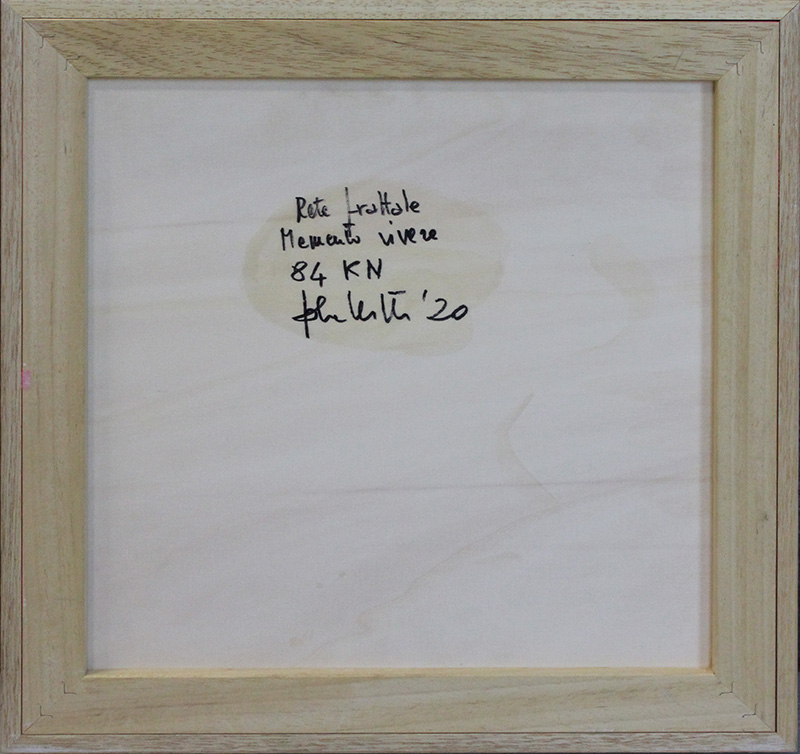 Rete frattale
Memento vivere
84 KN
'20